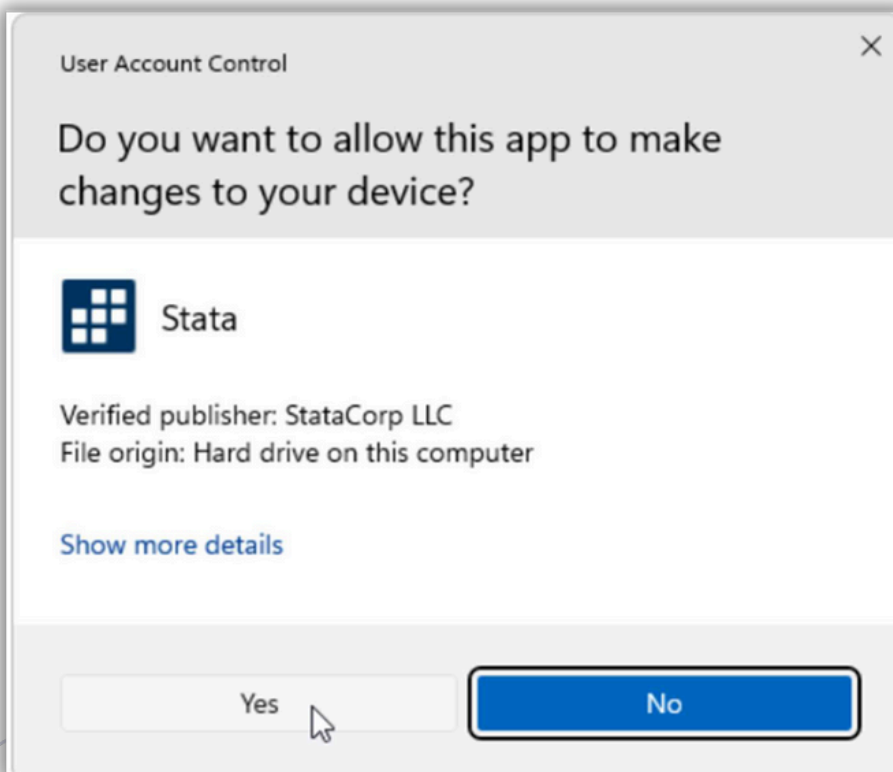 User Account Control
Do you want to allow this app to make
changes to your device?
Stata
Verified publisher: StataCorp LLC
File origin: Hard drive on this computer
Show more details
Yes
No